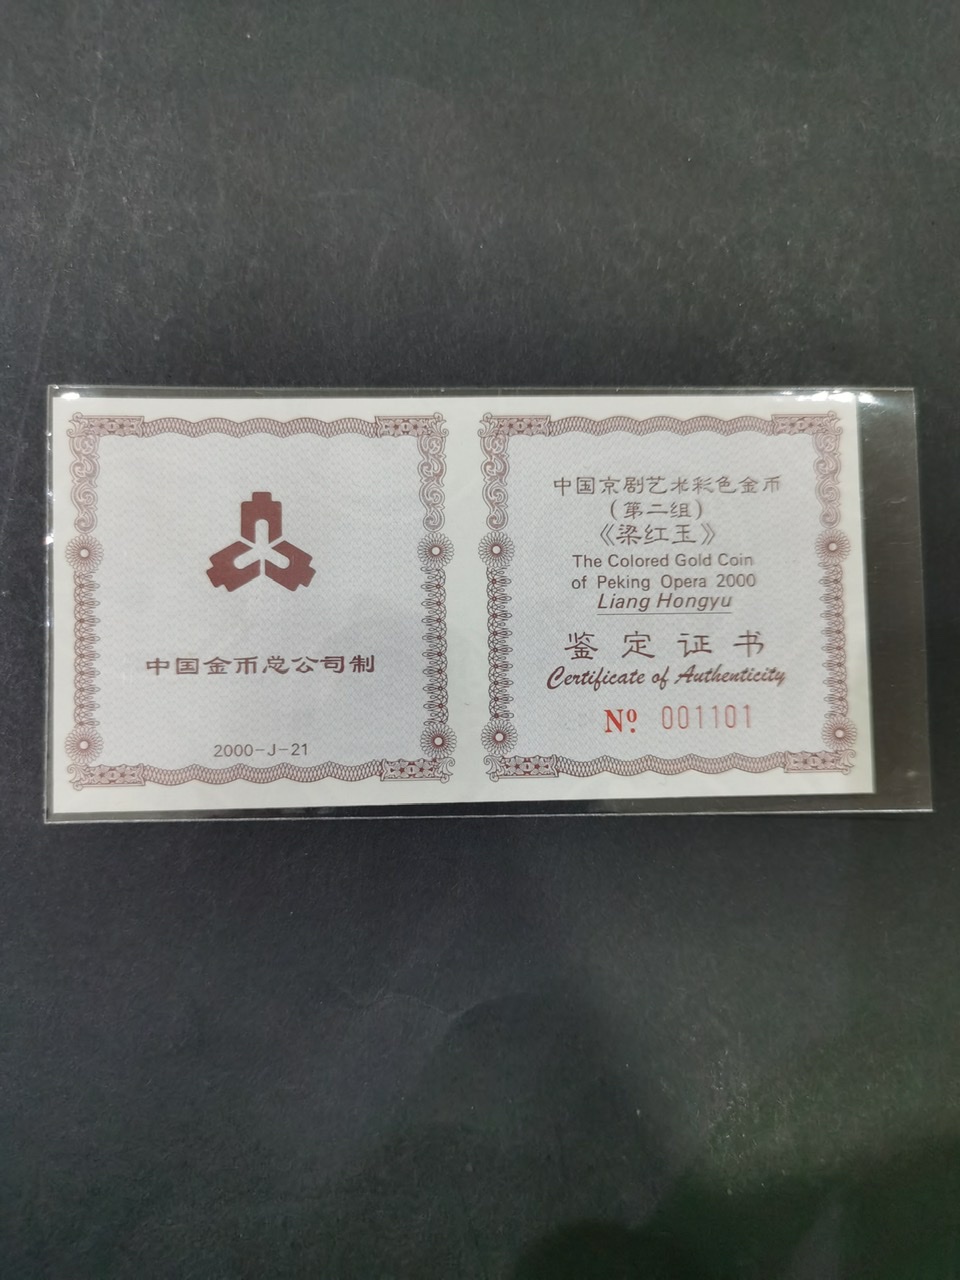 中国金币总公司制
2000-J-21
中国京剧艺术彩色金币
(第二组)
《梁红玉》
The Colored Gold Coin
of Peking Opera 2000
Liang Hongyu
鉴定证书
Certificate of Authenticity
Nº. 001101